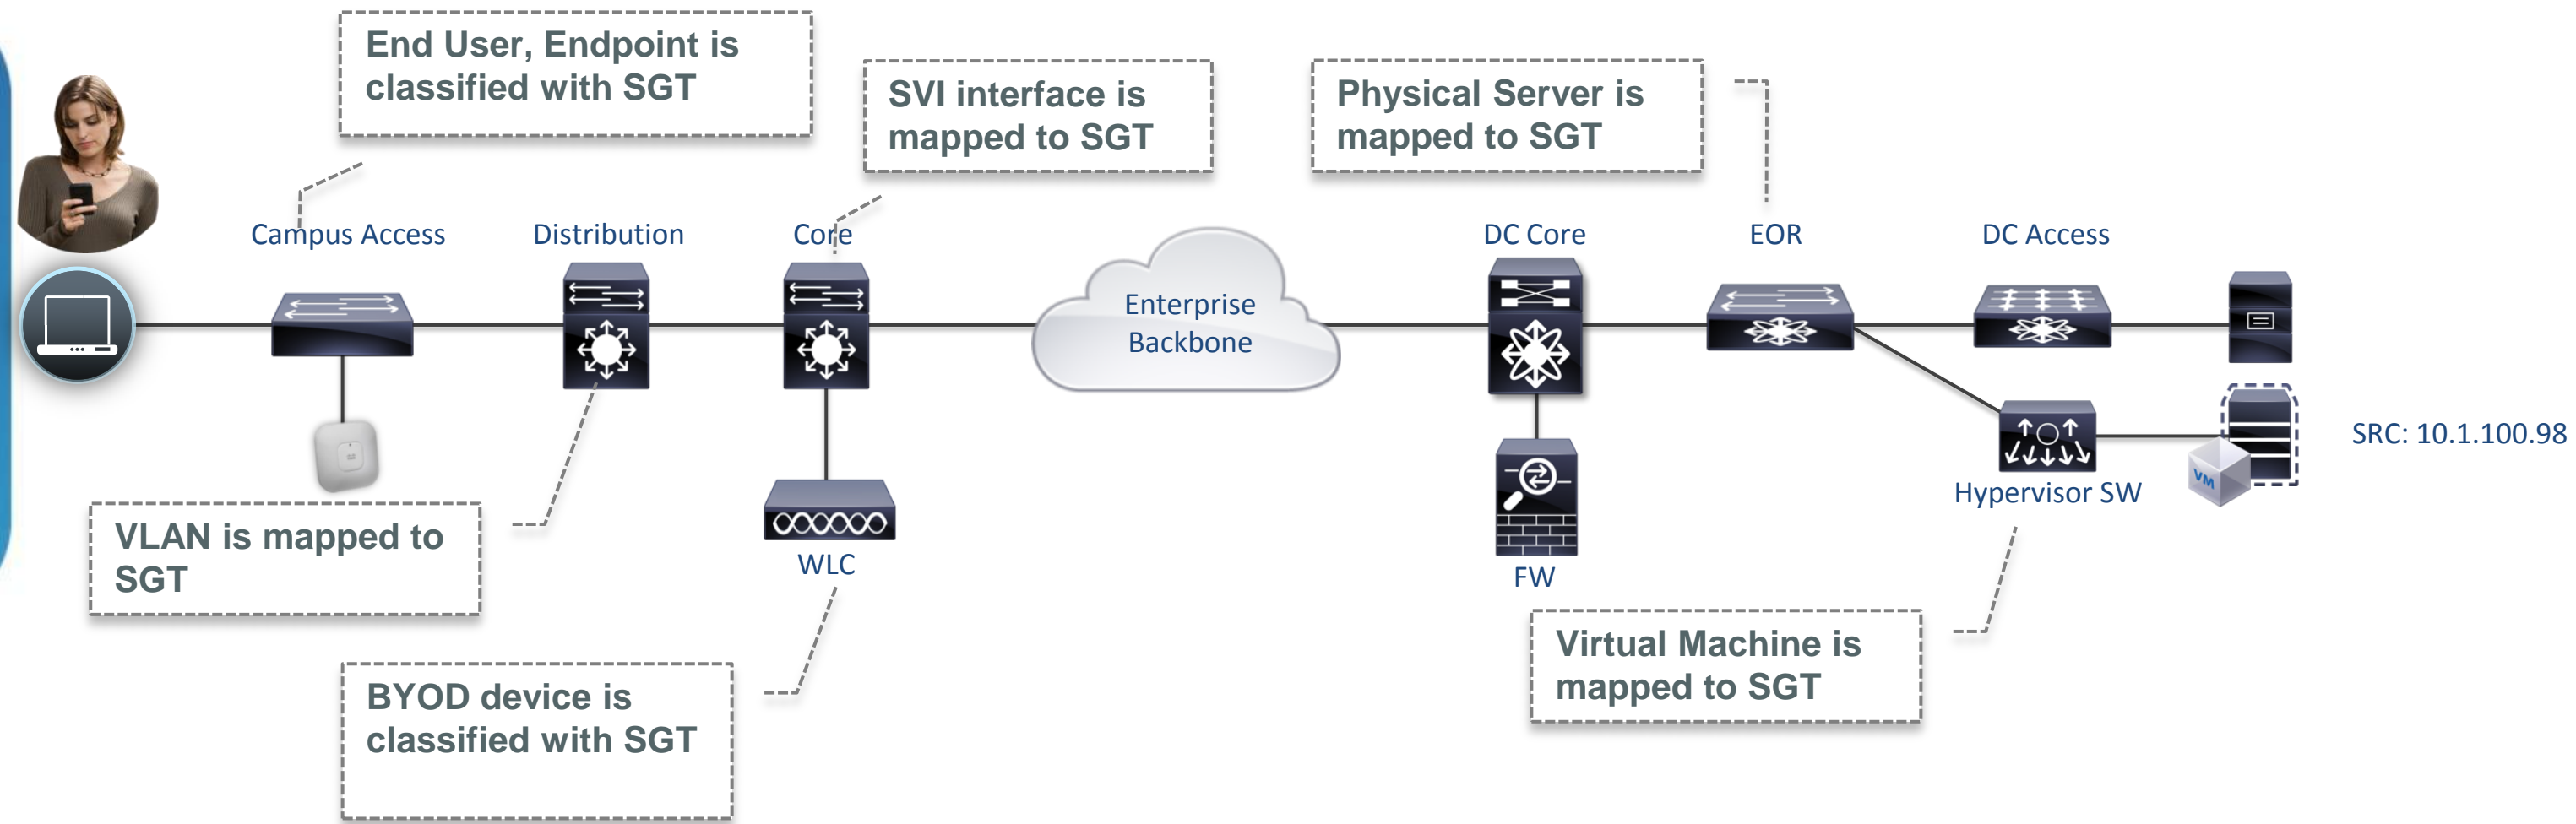 End User, Endpoint is
classified with SGT
SVI interface is
mapped to SGT
Physical Server is
mapped to SGT
Campus Access
Distribution
Core
DC Core
EOR
DC Access
Enterprise
Backbone
SRC: 10.1.100.98
VM
Hypervisor SW
VLAN is mapped to
SGT
WLC
FW
Virtual Machine is
mapped to SGT
BYOD device is
classified with SGT